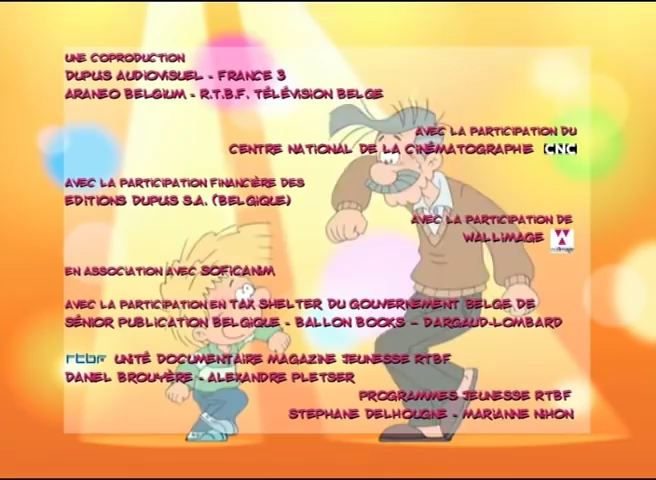 UNE COPRODUCTION
DUPUIS AUDIOVISUEL - FRANCE 3
ARANEO BELGIUM - R.T.B.F. TÉLÉVISION BELGE
AVEC LA PARTICIPATION DU
CENTRE NATIONAL DE LA CINÉMATOGRAPHIE CNC
AVEC LA PARTICIPATION FINANCIÈRE DES
EDITIONS DUPUIS S.A. (BELGIQUE)
AVEC LA PARTICIPATION DE
WALLIMAGE
EN ASSOCIATION AVEC SOFICANIM
AVEC LA PARTICIPATION EN TAX SHELTER DU GOUVERNEMENT BELGE DE
SÉNIOR PUBLICATION BELGIQUE - BALLON BOOKS - DARGAUD-LOMBARD
rtbf UNITÉ DOCUMENTAIRE MAGAZINE JEUNESSE RTBF
DANIEL BROUYÈRE - ALEXANDRE PLETSER
PROGRAMMES JEUNESSE RTBF
STEPHANE DELHOUGNE - MARIANNE NIHON